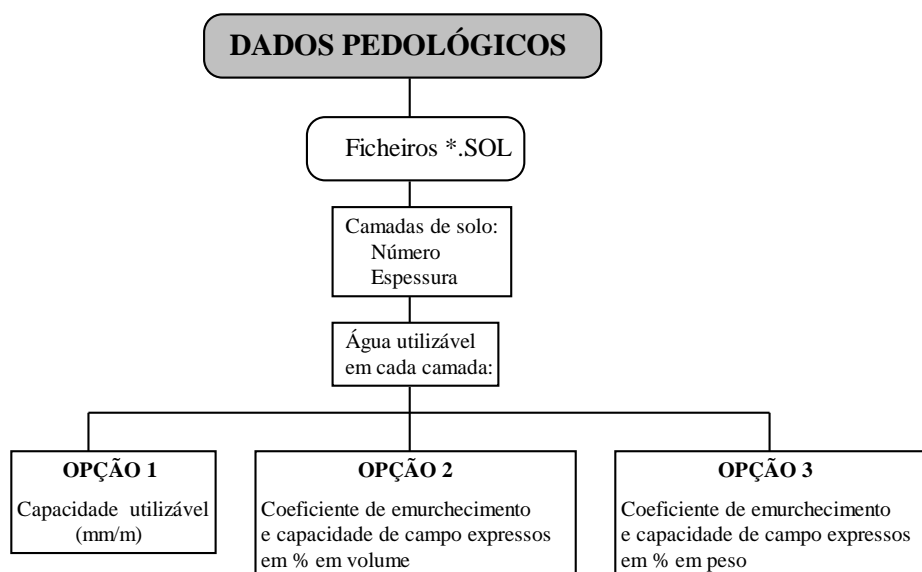 DADOS PEDOLÓGICOS
Ficheiros *.SOL
Camadas de solo:
Número
Espessura
Água utilizável
em cada camada:
OPÇÃO 1
Capacidade utilizável
(mm/m)
OPÇÃO 2
Coeficiente de emurchecimento
e capacidade de campo expressos
em % em volume
OPÇÃO 3
Coeficiente de emurchecimento
e capacidade de campo expressos
em % em peso